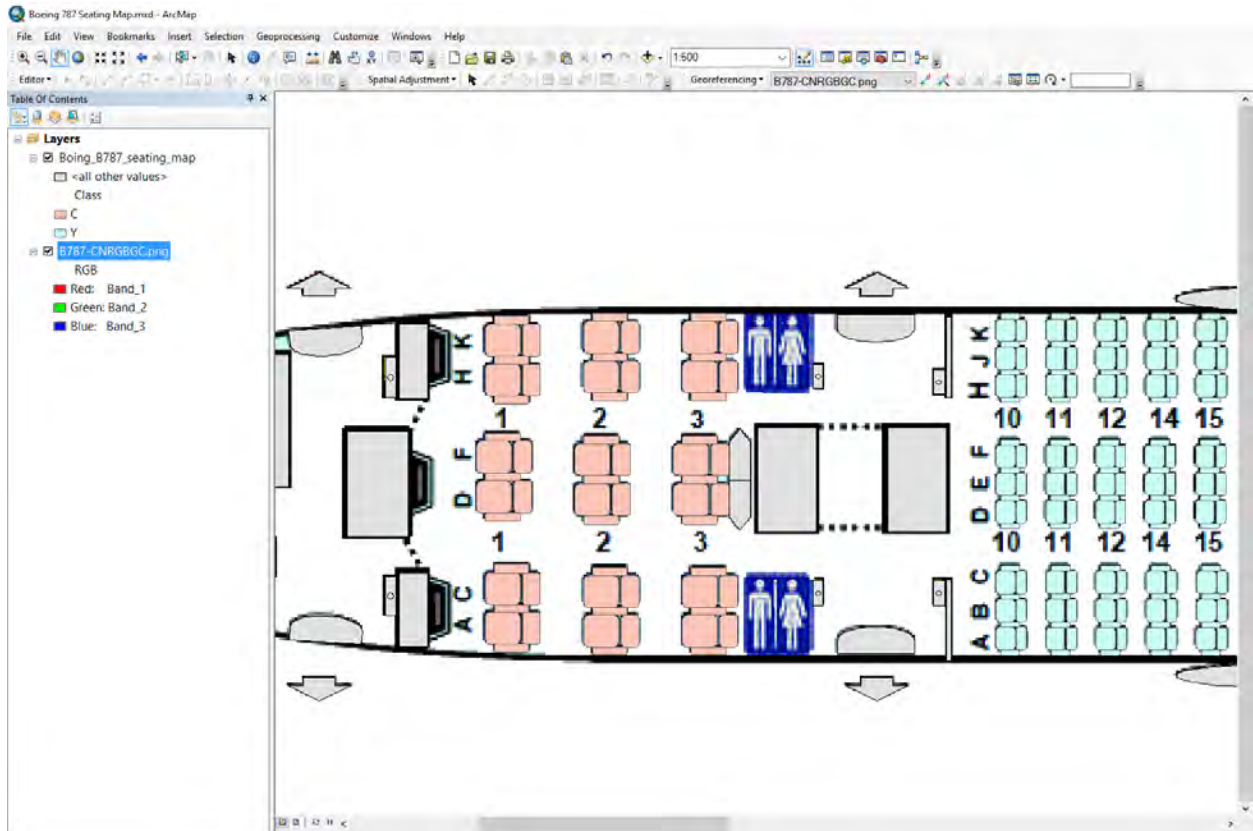 Boeing 787 Seating Map.mxd - ArcMap
File Edit View Bookmarks Insert Selection Geoprocessing Customize Windows Help
1:500
Editor Spatial Adjustment Georeferencing B787-CNRGBGC.png
Table Of Contents
Layers
Boing_B787_seating_map
<all other values>
Class
C
Y
B787-CNRGBGC.png
RGB
Red: Band_1
Green: Band_2
Blue: Band_3
K K
H J H
1 2 3 10 11 12 14 15
F F
D E D
1 2 3 10 11 12 14 15
C C
A B A